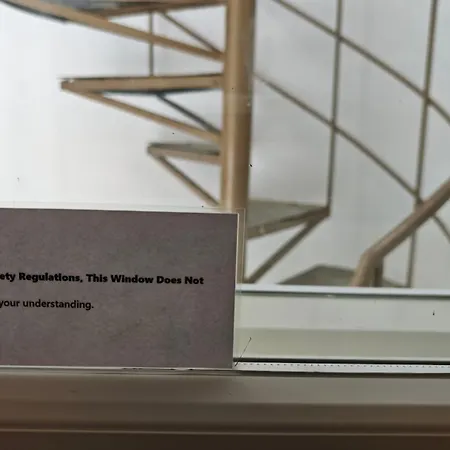 ety Regulations, This Window Does Not
your understanding.